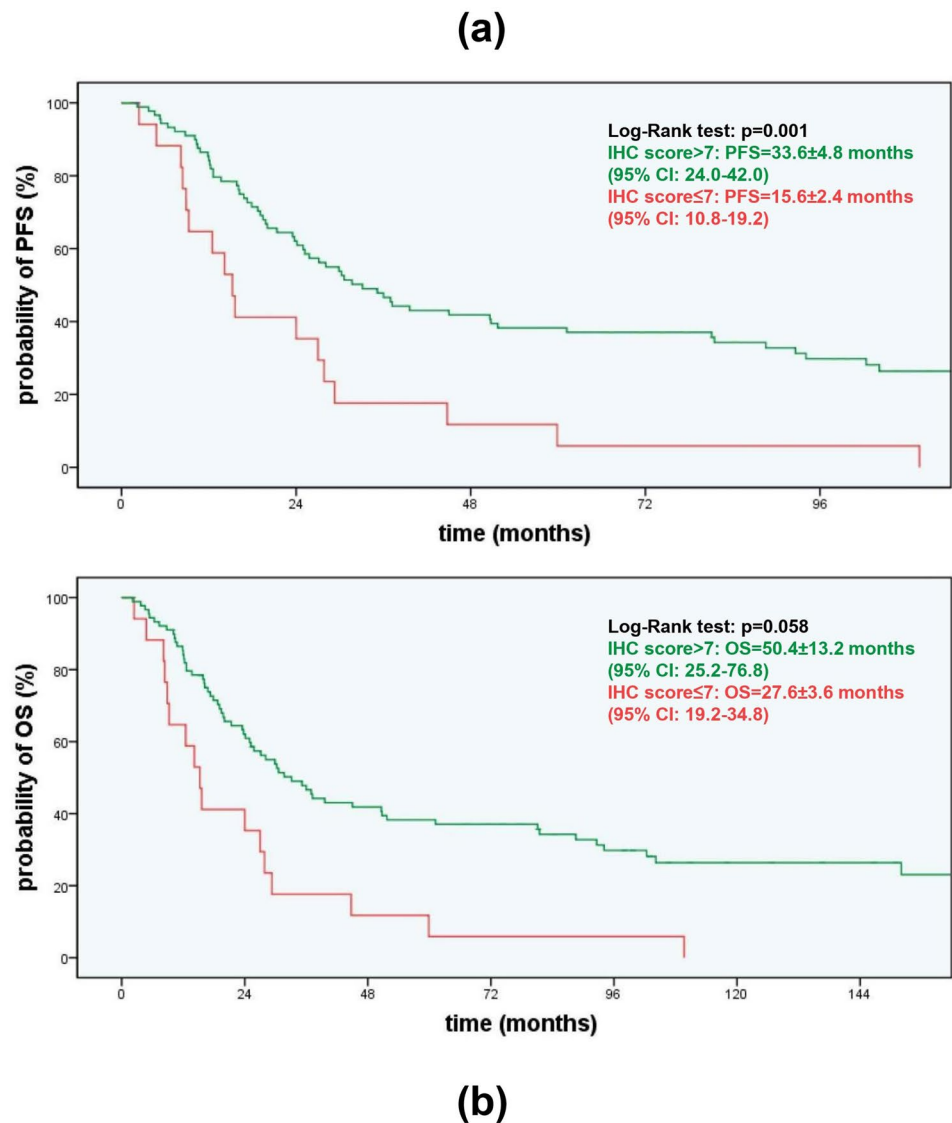 (a)
100
80
60
40
20
0
probability of PFS (%)
Log-Rank test: p=0.001
IHC score>7: PFS=33.6±4.8 months
(95% CI: 24.0-42.0)
IHC score≤7: PFS=15.6±2.4 months
(95% CI: 10.8-19.2)
0 24 48 72 96
time (months)
100
80
60
40
20
0
probability of OS (%)
Log-Rank test: p=0.058
IHC score>7: OS=50.4±13.2 months
(95% CI: 25.2-76.8)
IHC score≤7: OS=27.6±3.6 months
(95% CI: 19.2-34.8)
0 24 48 72 96 120 144
time (months)
(b)